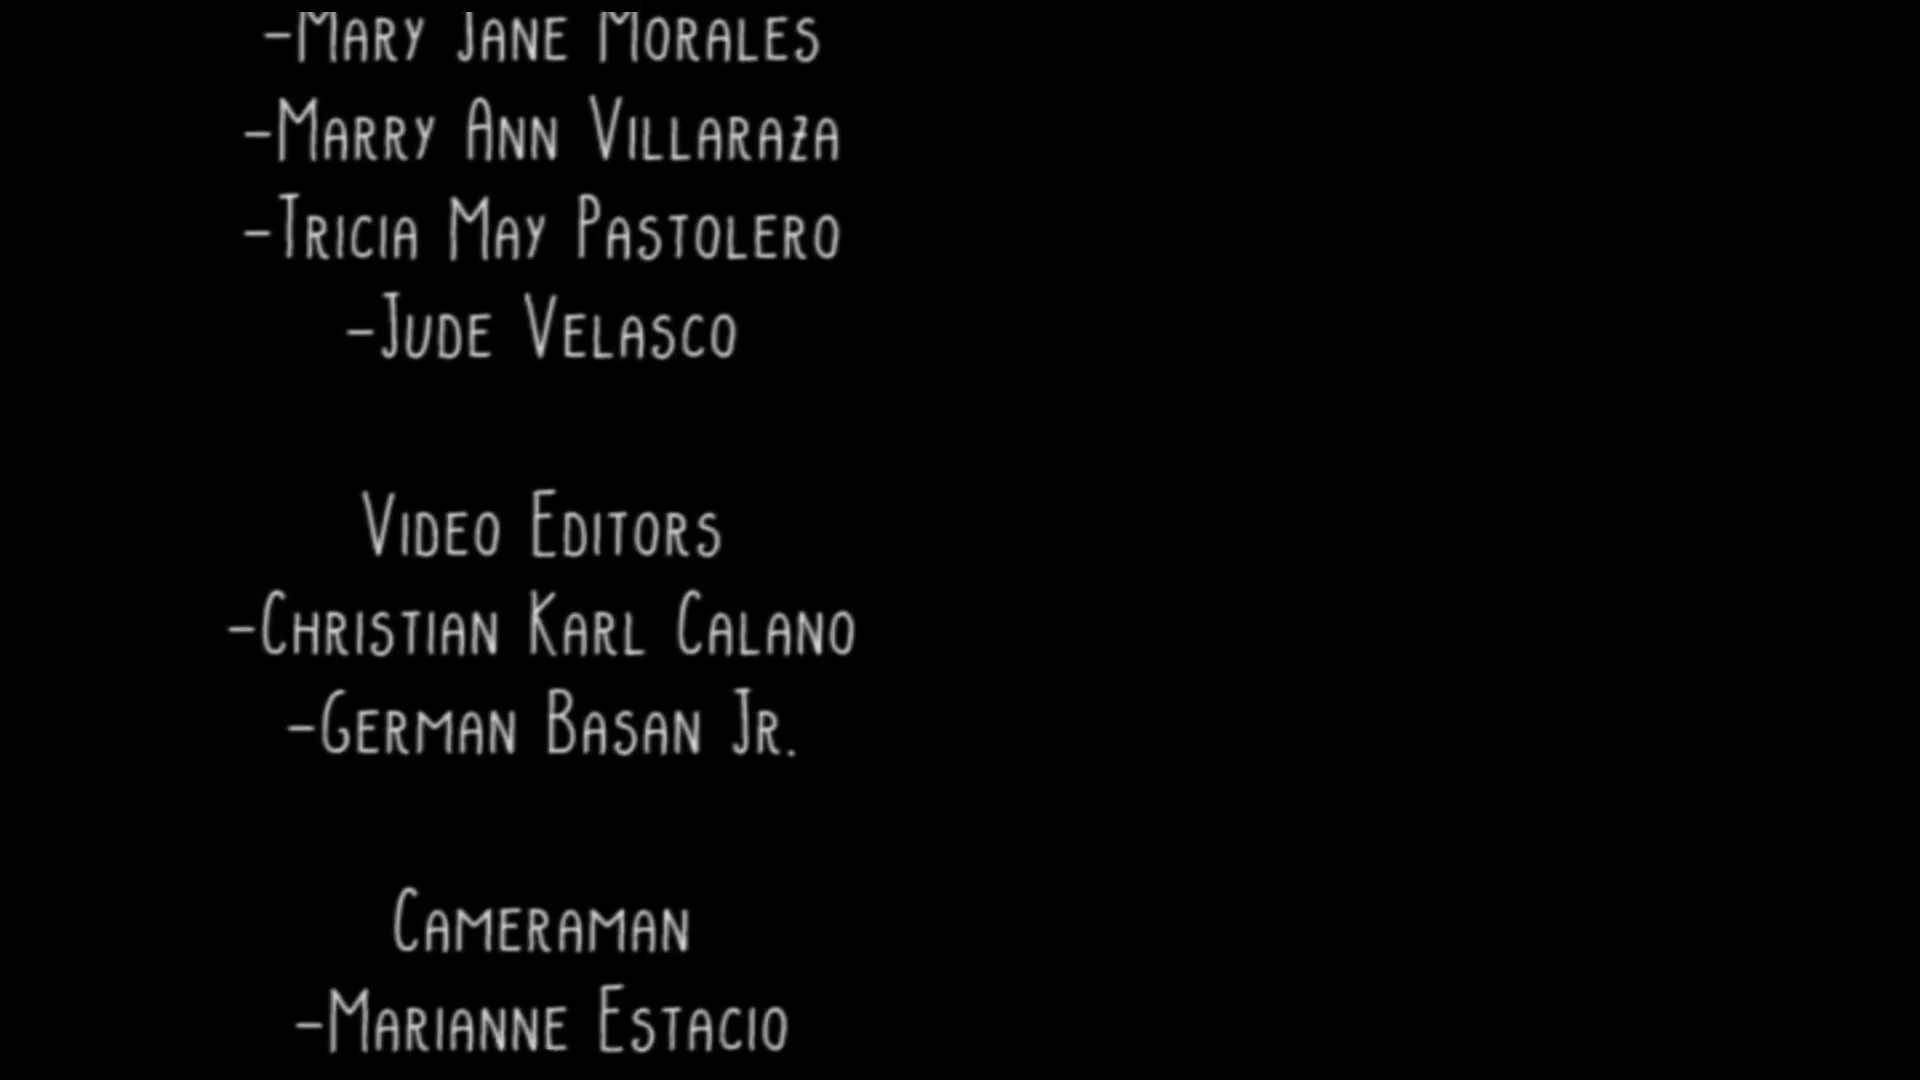 -Mary Jane Morales
-Marry Ann Villaraza
-Tricia May Pastolero
-Jude Velasco
Video Editors
-Christian Karl Calano
-German Basan Jr.
Cameraman
-Marianne Estacio